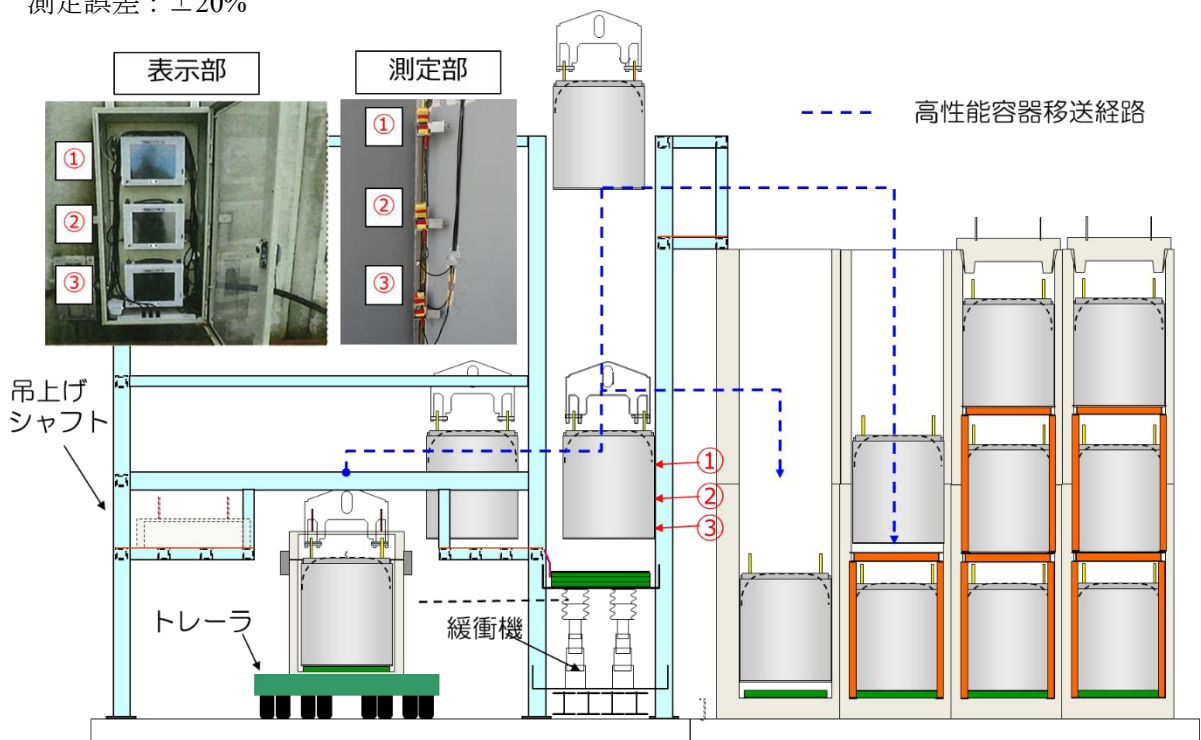 測定誤差：±20%
表示部
測定部
高性能容器移送経路
①
②
③
①
②
③
吊上げ
シャフト
①
②
③
トレーラ
緩衝機